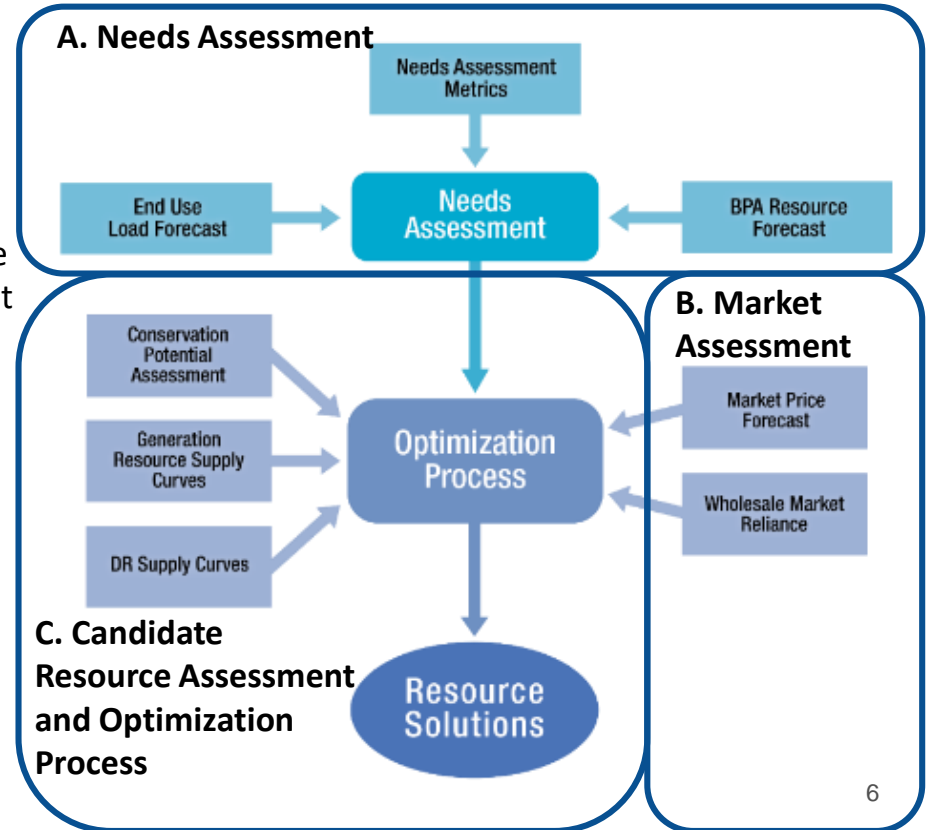 A. Needs Assessment
Needs Assessment
Metrics
End Use
Load Forecast
Needs
Assessment
BPA Resource
Forecast
e
t
B. Market
Assessment
Conservation
Potential
Assessment
Generation
Resource Supply
Curves
DR Supply Curves
Optimization
Process
Market Price
Forecast
Wholesale Market
Reliance
C. Candidate
Resource Assessment
and Optimization
Process
Resource
Solutions
6